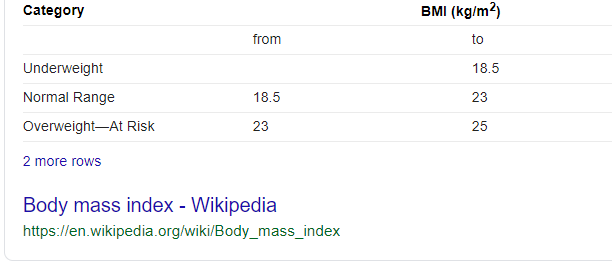 Category BMI (kg/m²)
from to
Underweight 18.5
Normal Range 18.5 23
Overweight—At Risk 23 25
2 more rows
Body mass index - Wikipedia
https://en.wikipedia.org/wiki/Body_mass_index